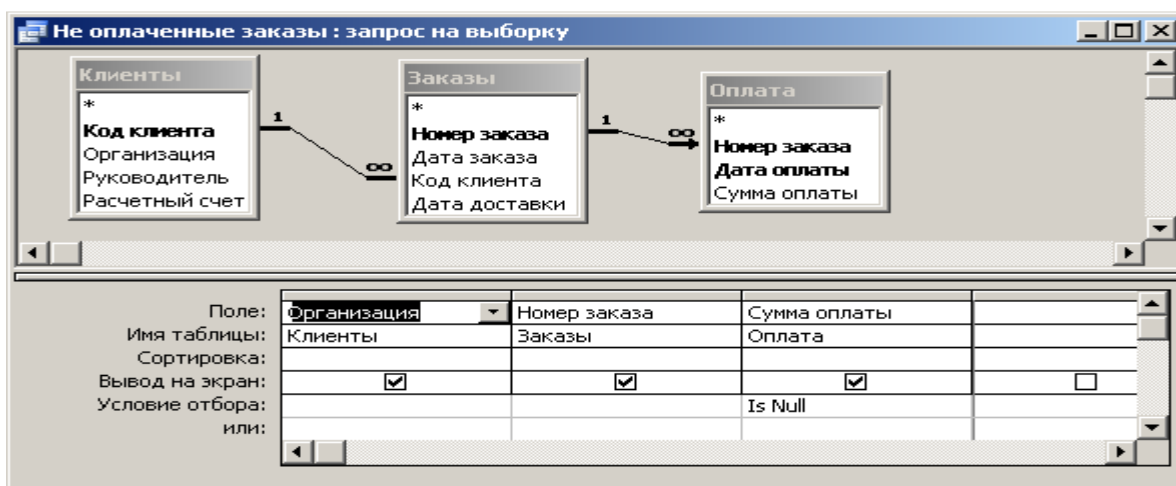 Не оплаченные заказы : запрос на выборку
Клиенты
*
Код клиента
Организация
Руководитель
Расчетный счет
1
∞
Заказы
*
Номер заказа
Дата заказа
Код клиента
Дата доставки
1
∞
Оплата
*
Номер заказа
Дата оплаты
Сумма оплаты
Поле: Организация Номер заказа Сумма оплаты
Имя таблицы: Клиенты Заказы Оплата
Сортировка:
Вывод на экран:
Условие отбора: Is Null
или: